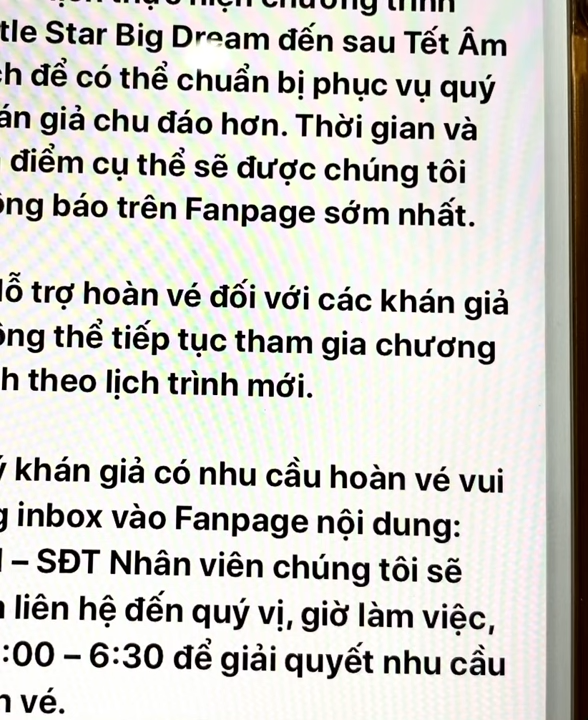 hiện chương trình
Star Big Dream đến sau Tết Âm
để có thể chuẩn bị phục vụ quý
giả chu đáo hơn. Thời gian và
điểm cụ thể sẽ được chúng tôi
báo trên Fanpage sớm nhất.
trợ hoàn vé đối với các khán giả
thể tiếp tục tham gia chương
theo lịch trình mới.
khán giả có nhu cầu hoàn vé vui
inbox vào Fanpage nội dung:
– SĐT Nhân viên chúng tôi sẽ
liên hệ đến quý vị, giờ làm việc,
:00 – 6:30 để giải quyết nhu cầu
vé.